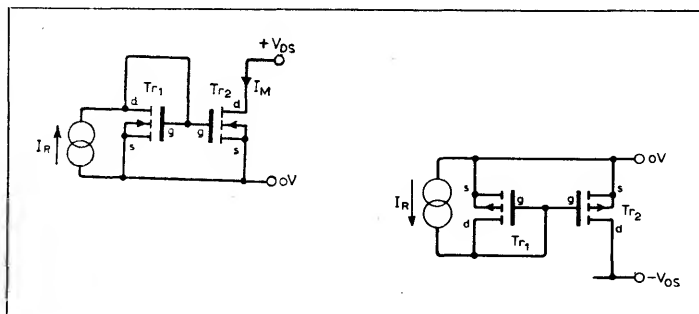 +VDS
Tr1 Tr2 IM
d d
IR g g
s s
0V
0V
s s
IR g g Tr2
d d
Tr1
-VDS